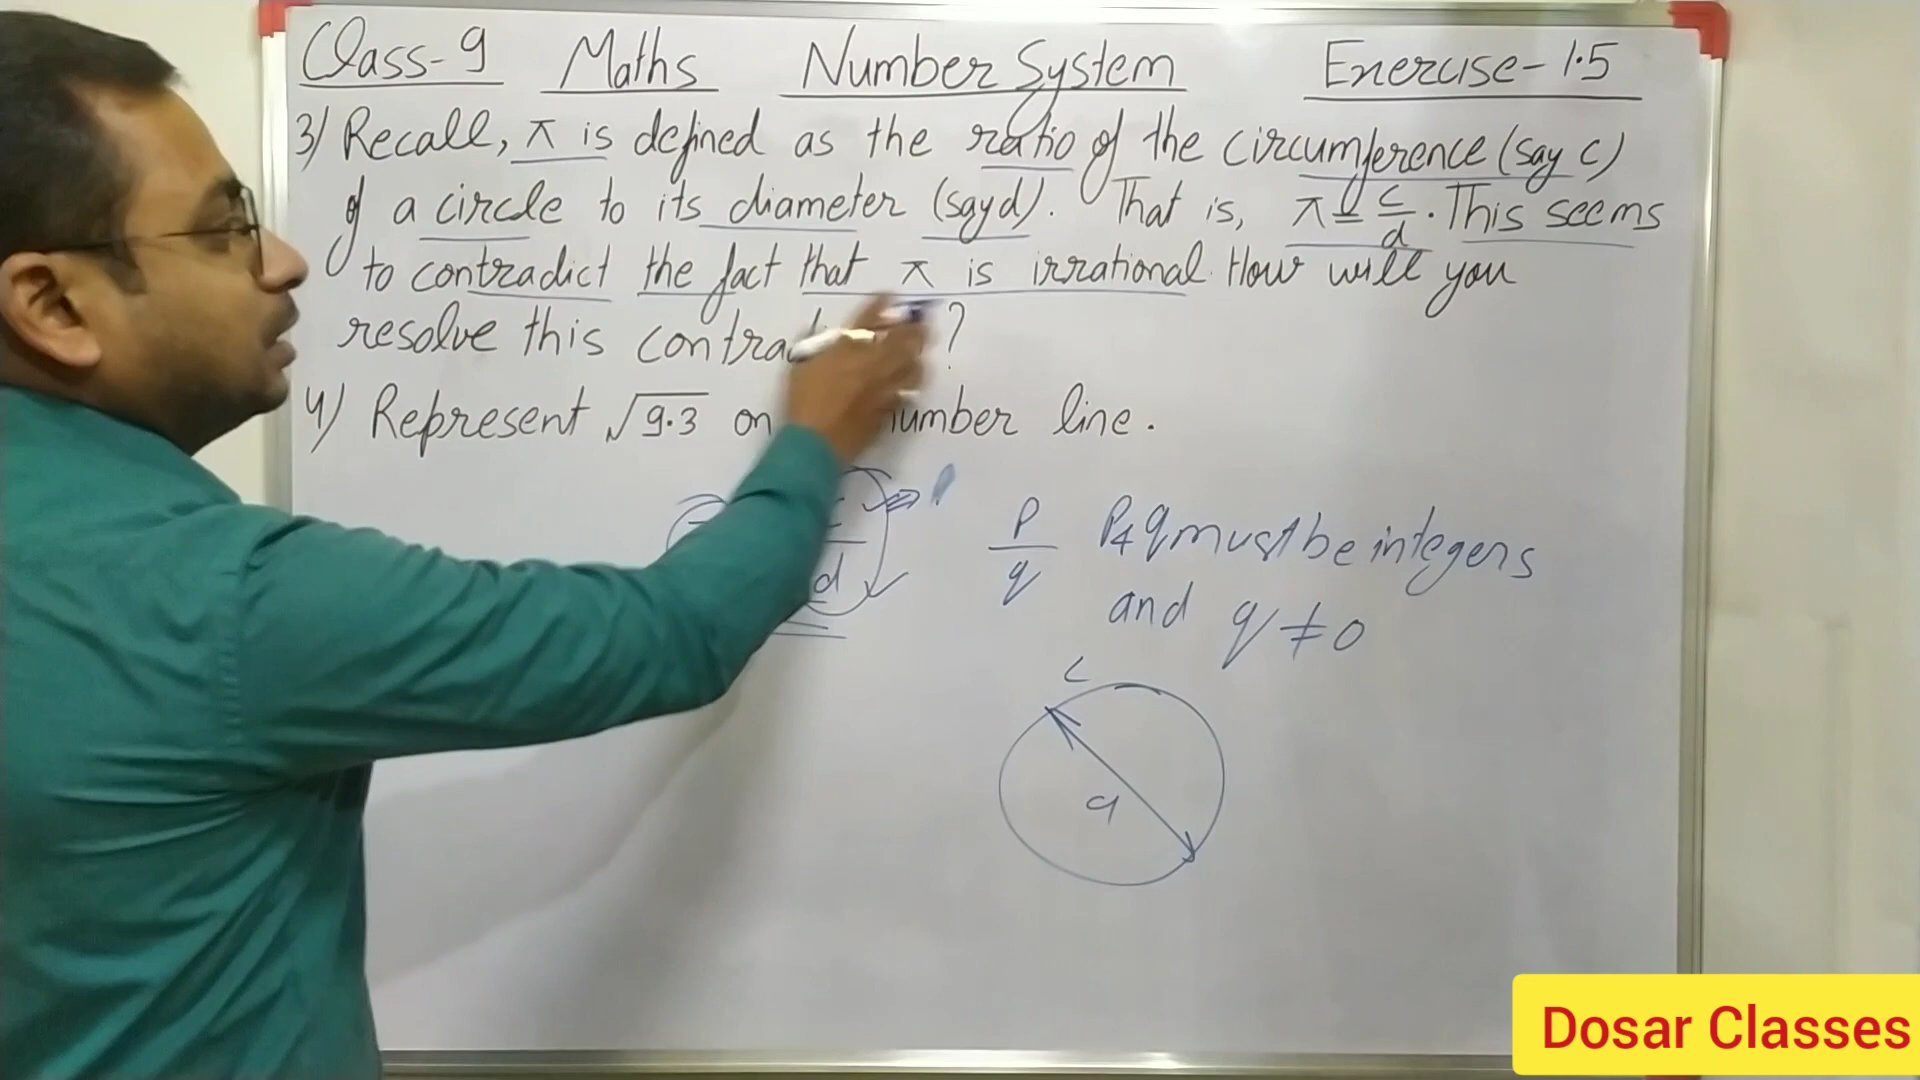 Class-9 Maths Number System Exercise-1.5
3) Recall, π is defined as the ratio of the circumference (say c)
of a circle to its diameter (say d). That is, π = c/d. This seems
to contradict the fact that π is irrational. How will you
resolve this ?
4) Represent √9.3 on number line.
d
p/q P & q must be integers
and q ≠ 0
c
d
Dosar Classes